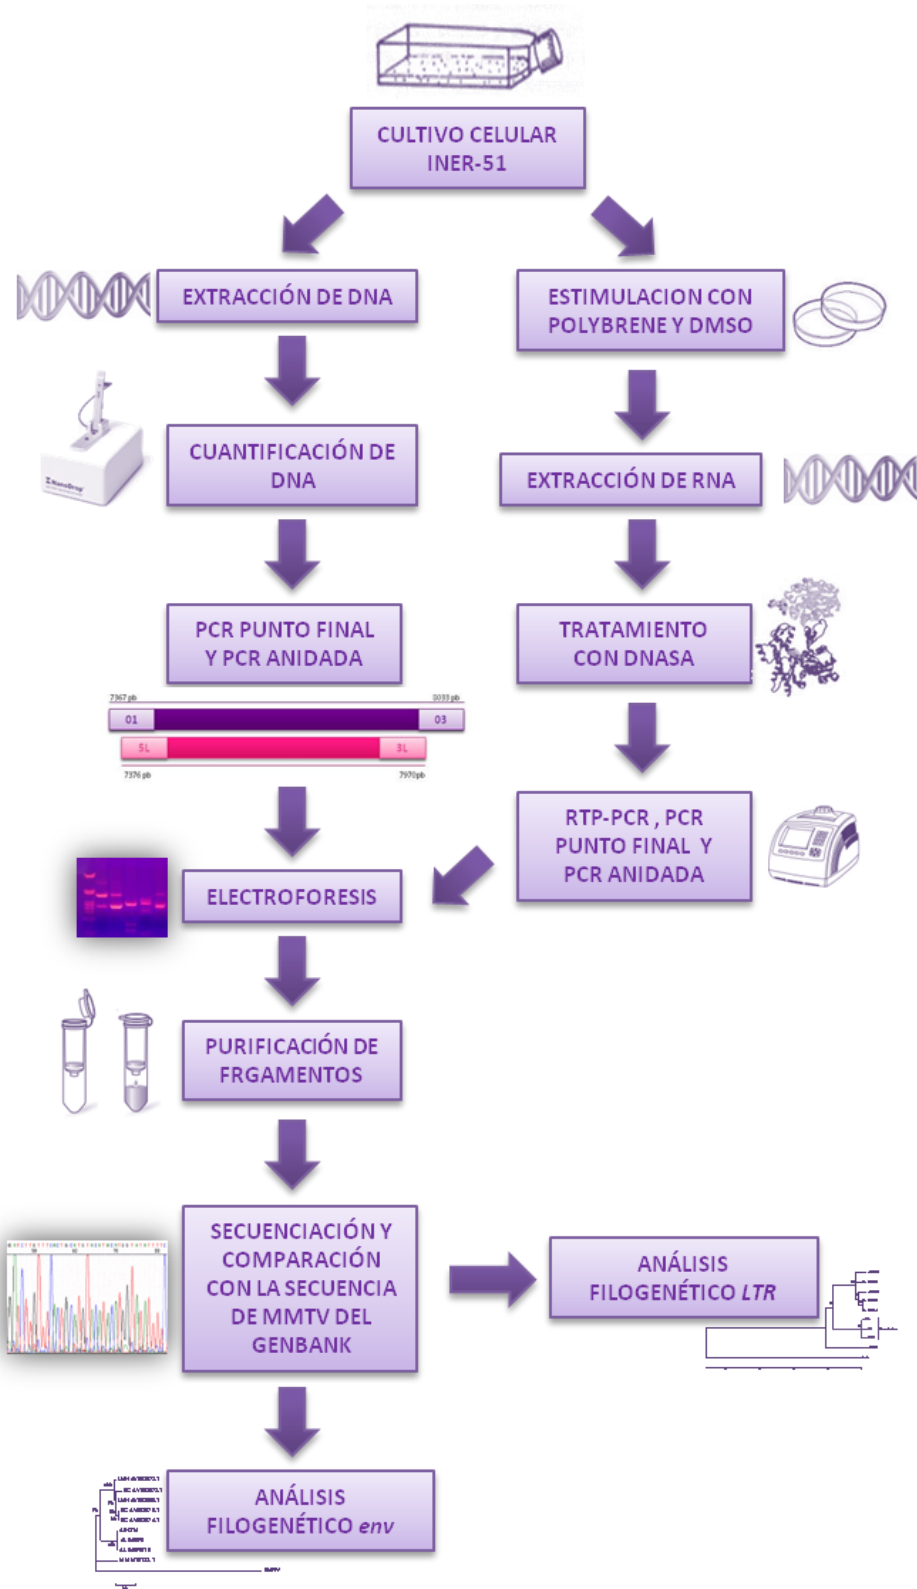 CULTIVO CELULAR
INER-51
EXTRACCIÓN DE DNA
ESTIMULACION CON
POLYBRENE Y DMSO
NanoDrop
CUANTIFICACIÓN DE
DNA
EXTRACCIÓN DE RNA
PCR PUNTO FINAL
Y PCR ANIDADA
TRATAMIENTO
CON DNASA
7367 pb
01
03
5L
3L
7376 pb
7970pb
RTP-PCR , PCR
PUNTO FINAL Y
PCR ANIDADA
ELECTROFORESIS
PURIFICACIÓN DE
FRGAMENTOS
SECUENCIACIÓN Y
COMPARACIÓN
CON LA SECUENCIA
DE MMTV DEL
GENBANK
ANÁLISIS
FILOGENÉTICO LTR
ANÁLISIS
FILOGENÉTICO env